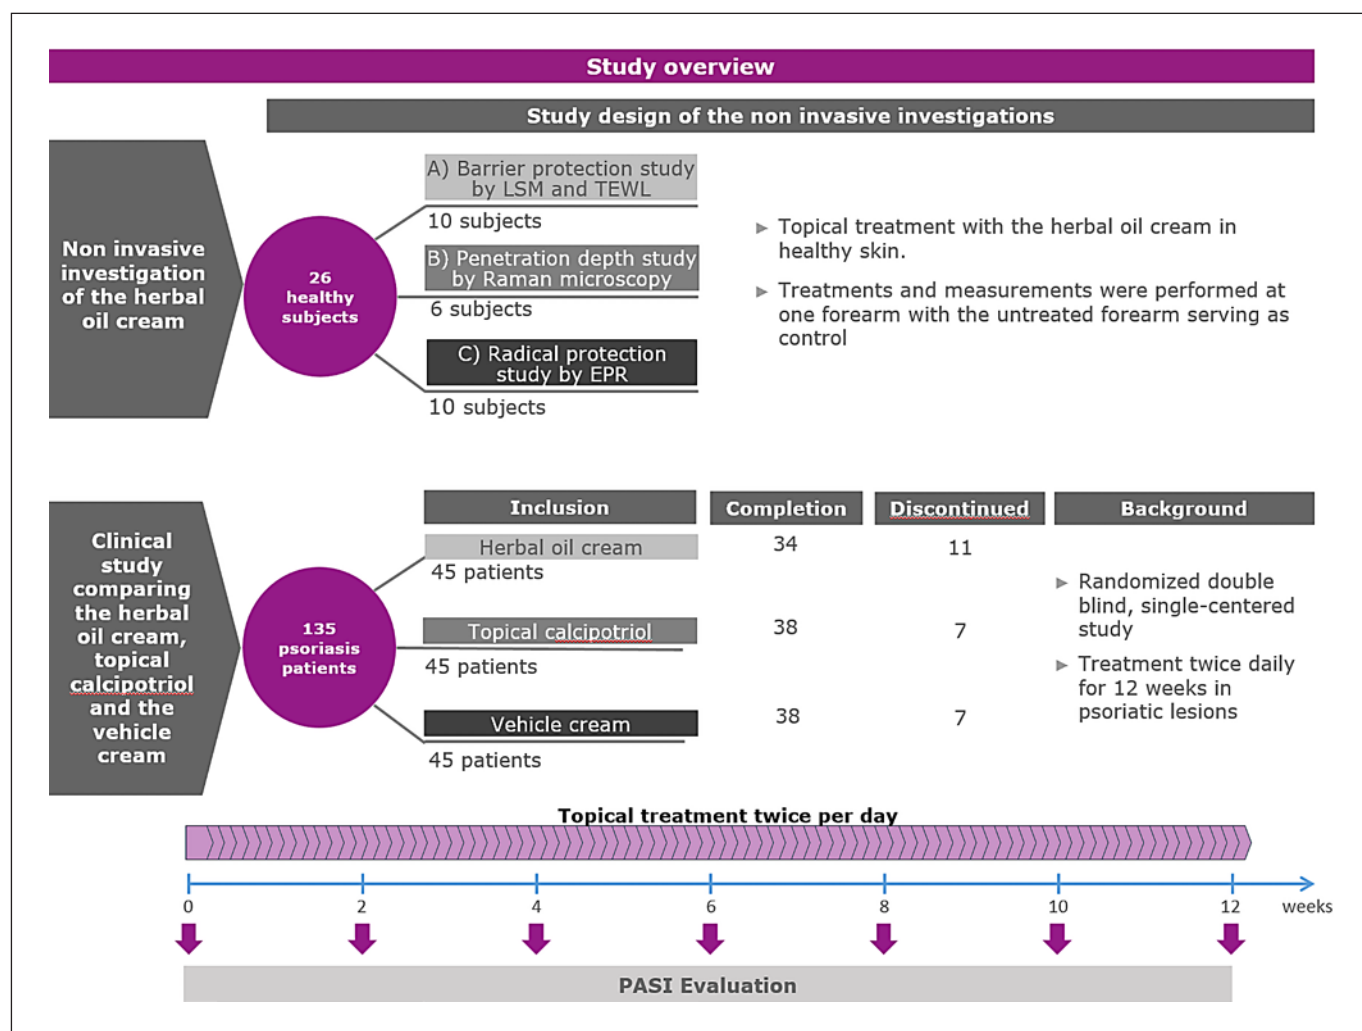 Study overview
Study design of the non invasive investigations
Non invasive
investigation
of the herbal
oil cream
26
healthy
subjects
A) Barrier protection study
by LSM and TEWL
10 subjects
B) Penetration depth study
by Raman microscopy
6 subjects
C) Radical protection
study by EPR
10 subjects
► Topical treatment with the herbal oil cream in
healthy skin.
► Treatments and measurements were performed at
one forearm with the untreated forearm serving as
control
Clinical
study
comparing
the herbal
oil cream,
topical
calcipotriol
and the
vehicle
cream
135
psoriasis
patients
Inclusion
Completion
Discontinued
Background
Herbal oil cream
45 patients
34
11
Topical calcipotriol
45 patients
38
7
Vehicle cream
45 patients
38
7
► Randomized double
blind, single-centered
study
► Treatment twice daily
for 12 weeks in
psoriatic lesions
Topical treatment twice per day
0 2 4 6 8 10 12 weeks
PASI Evaluation